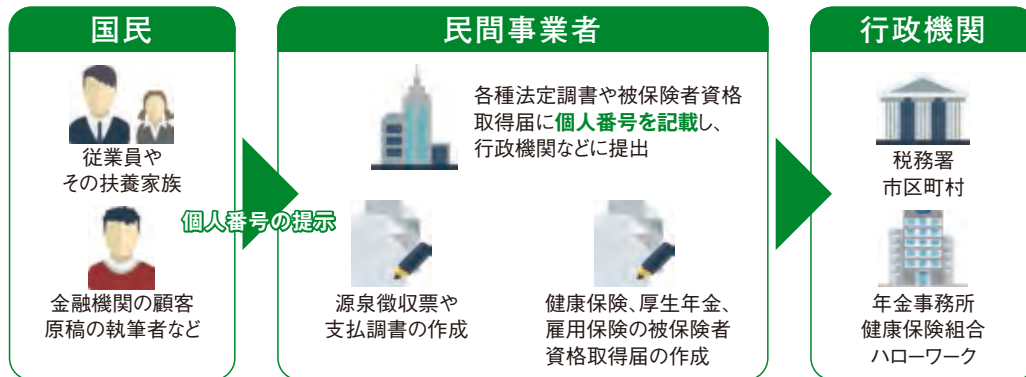 国民
従業員や
その扶養家族
金融機関の顧客
原稿の執筆者など
個人番号の提示
民間事業者
各種法定調書や被保険者資格
取得届に個人番号を記載し、
行政機関などに提出
源泉徴収票や
支払調書の作成
健康保険、厚生年金、
雇用保険の被保険者
資格取得届の作成
行政機関
税務署
市区町村
年金事務所
健康保険組合
ハローワーク